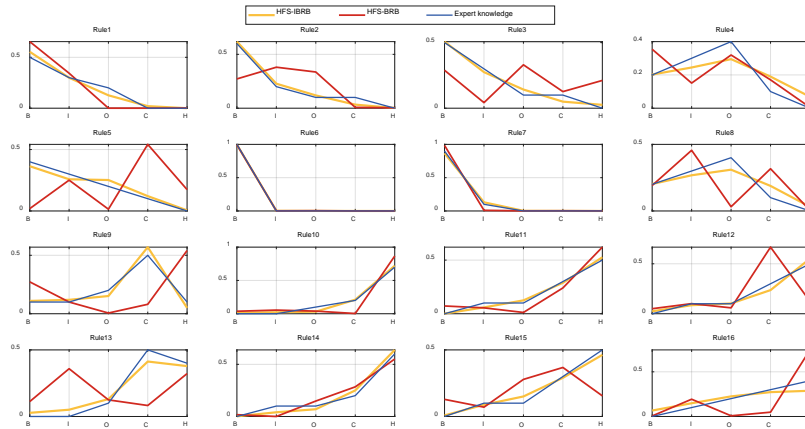 HFS-IBRB HFS-BRB Expert knowledge
Rule1 Rule2 Rule3 Rule4
0.5 0.5 0.5 0.4
0.2
0 0 0 0
B I O C H B I O C H B I O C H B I O C
Rule5 Rule6 Rule7 Rule8
1 1 0.5
0.5 0.5 0.5
0 0 0 0
B I O C H B I O C H B I O C H B I O C
Rule9 Rule10 Rule11 Rule12
1
0.5 0.5 0.5 0.5
0 0 0 0
B I O C H B I O C H B I O C H B I O C
Rule13 Rule14 Rule15 Rule16
0.5 0.5 0.5 0.5
0 0 0 0
B I O C H B I O C H B I O C H B I O C